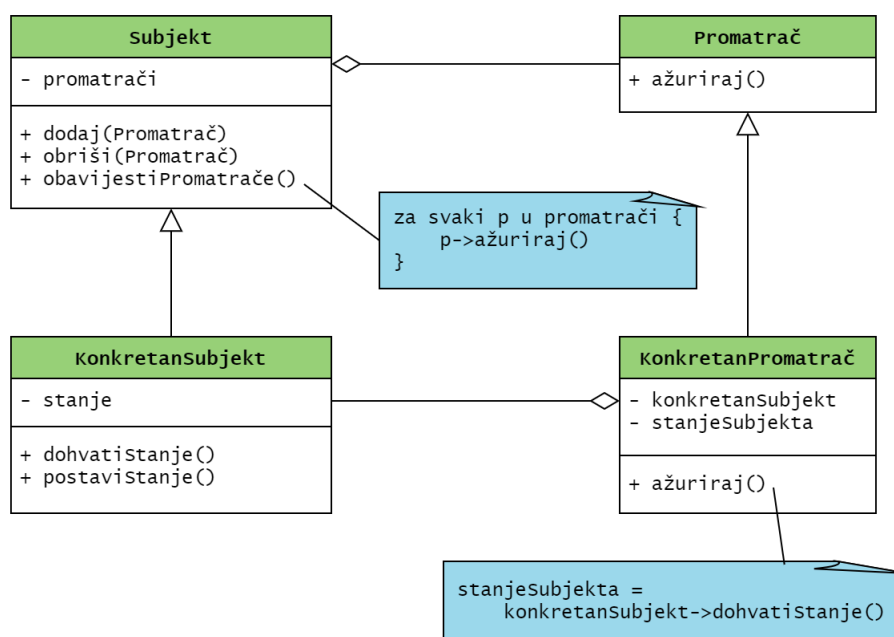 Subjekt
- promatrači
+ dodaj(Promatrač)
+ obriši(Promatrač)
+ obavijestiPromatrače()
Promatrač
+ ažuriraj()
za svaki p u promatrači {
    p->ažuriraj()
}
KonkretanSubjekt
- stanje
+ dohvatiStanje()
+ postaviStanje()
KonkretanPromatrač
- konkretanSubjekt
- stanjeSubjekta
+ ažuriraj()
stanjeSubjekta =
    konkretanSubjekt->dohvatiStanje()